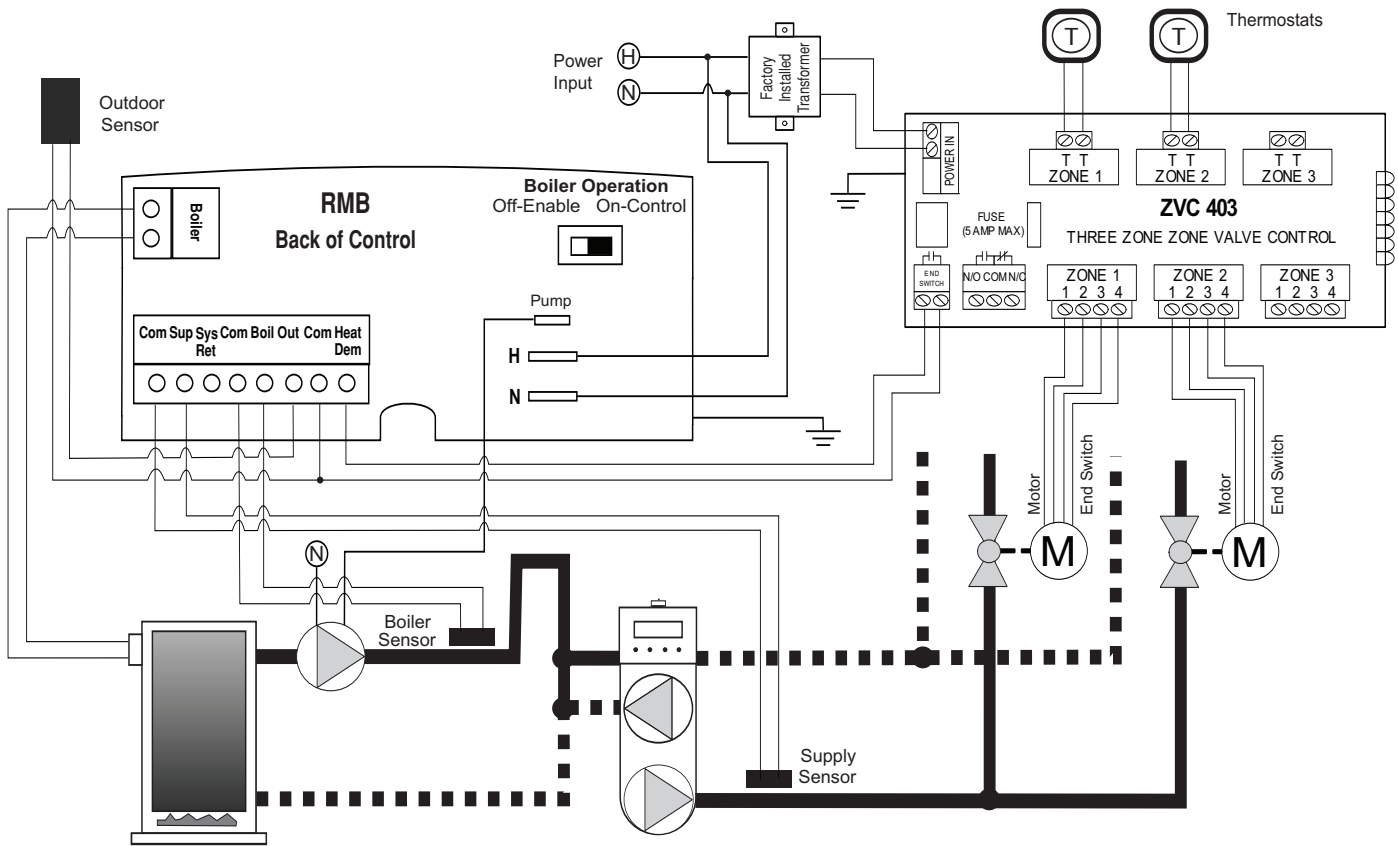 Thermostats
T
T
Power
Input
H
N
Factory
Installed
Transformer
Outdoor
Sensor
POWER IN
T T
ZONE 1
T T
ZONE 2
T T
ZONE 3
Boiler
RMB
Back of Control
Boiler Operation
Off-Enable On-Control
ZVC 403
THREE ZONE ZONE VALVE CONTROL
FUSE
(5 AMP MAX)
END
SWITCH
N/O COM N/C
ZONE 1
1 2 3 4
ZONE 2
1 2 3 4
ZONE 3
1 2 3 4
Pump
H
N
Com Sup Sys Com Boil Out Com Heat
Ret Dem
Motor
End Switch
Motor
End Switch
M
M
N
Boiler
Sensor
Supply
Sensor